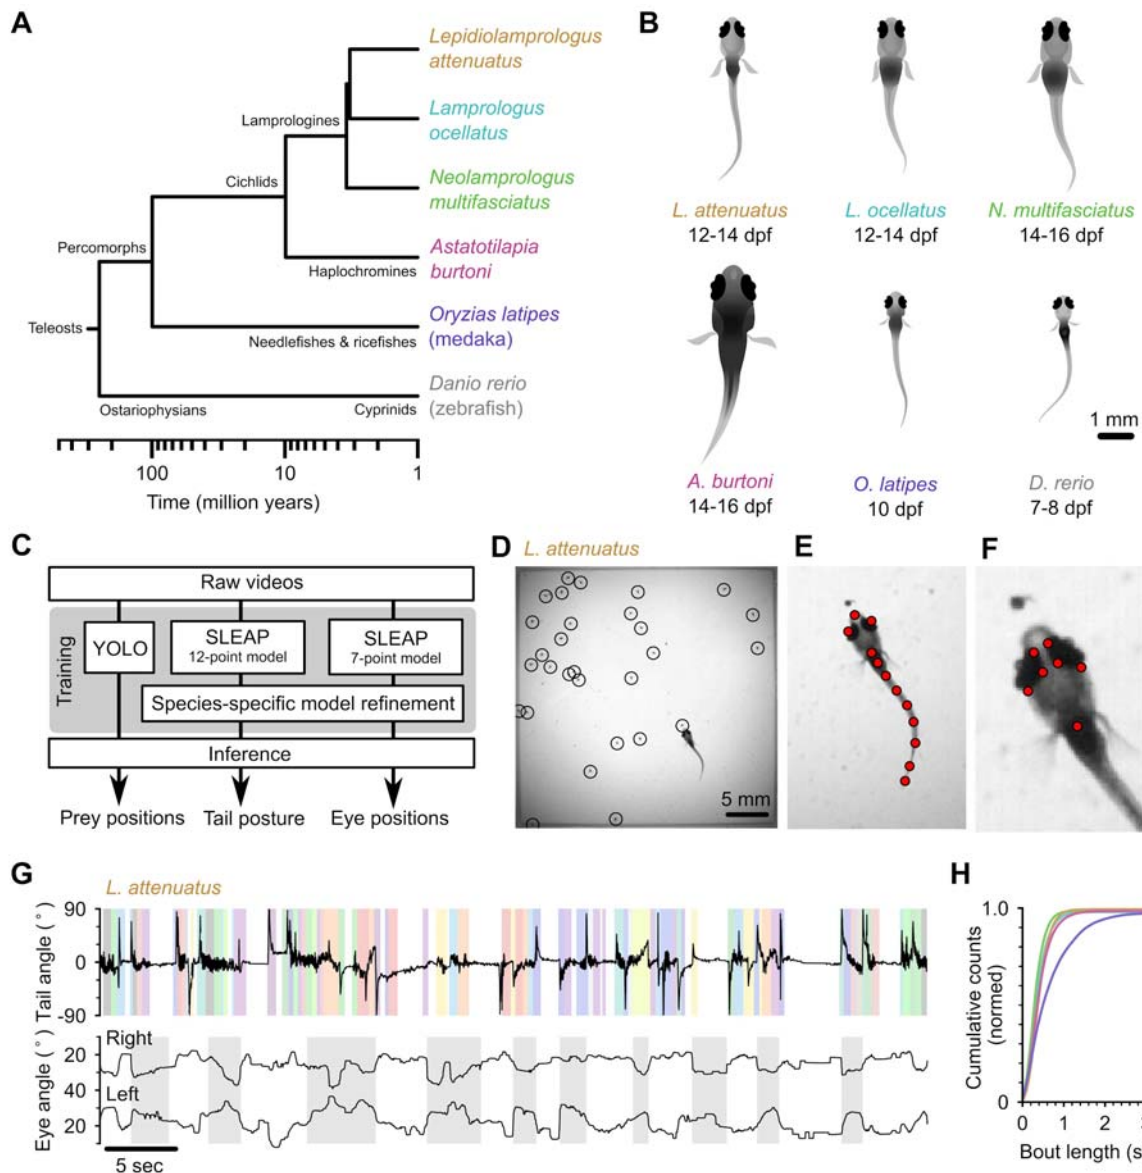 A
Lepidiolamprologus
attenuatus
Lamprologus
ocellatus
Neolamprologus
multifasciatus
Astatotilapia
burtoni
Oryzias latipes
(medaka)
Danio rerio
(zebrafish)
Lamprologines
Cichlids
Percomorphs
Haplochromines
Teleosts
Needlefishes & ricefishes
Ostariophysians
Cyprinids
100
10
1
Time (million years)
B
L. attenuatus
12-14 dpf
L. ocellatus
12-14 dpf
N. multifasciatus
14-16 dpf
1 mm
A. burtoni
14-16 dpf
O. latipes
10 dpf
D. rerio
7-8 dpf
C
Raw videos
Training
YOLO
SLEAP
12-point model
SLEAP
7-point model
Species-specific model refinement
Inference
Prey positions
Tail posture
Eye positions
D
L. attenuatus
5 mm
E
F
G
L. attenuatus
Tail angle (°)
90
0
-90
Eye angle (°)
Right
20
40
Left
20
5 sec
H
Cumulative counts
(normed)
1.0
0
0
1
2
3
Bout length (s